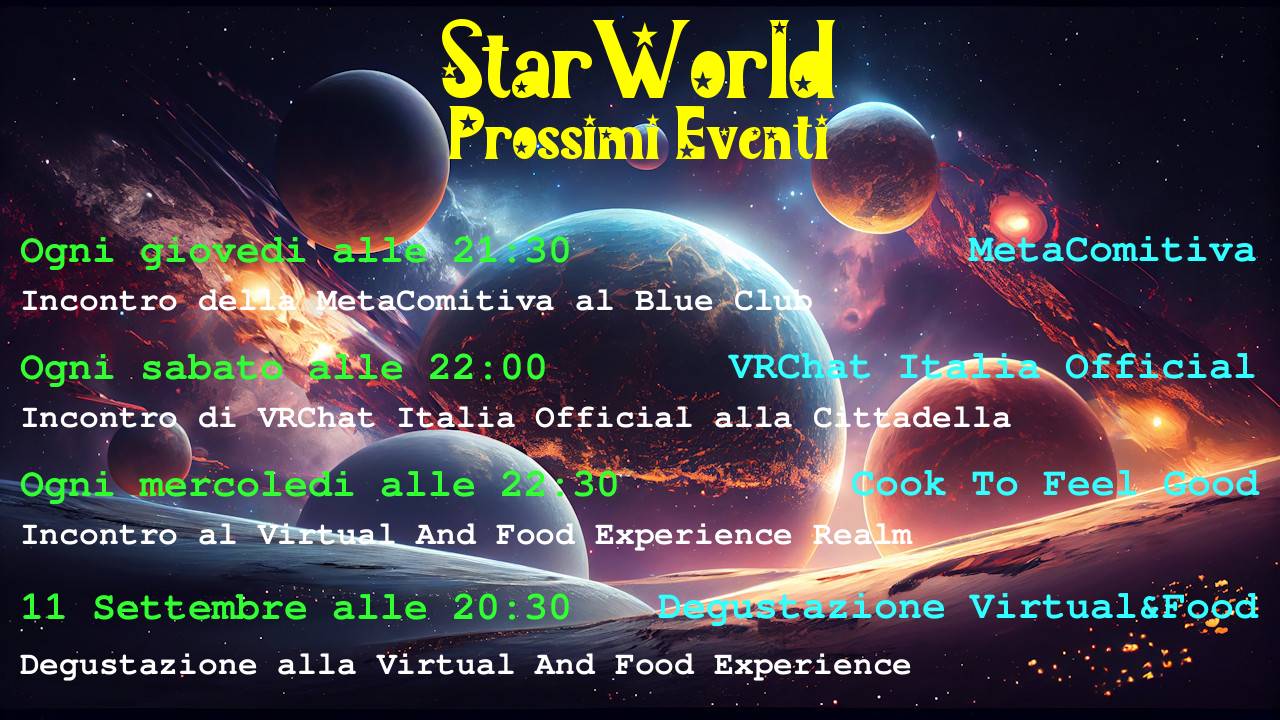 Star World
Prossimi Eventi
Ogni giovedi alle 21:30 MetaComitiva
Incontro della MetaComitiva al Blue Club
Ogni sabato alle 22:00 VRChat Italia Official
Incontro di VRChat Italia Official alla Cittadella
Ogni mercoledi alle 22:30 Cook To Feel Good
Incontro al Virtual And Food Experience Realm
11 Settembre alle 20:30 Degustazione Virtual&Food
Degustazione alla Virtual And Food Experience